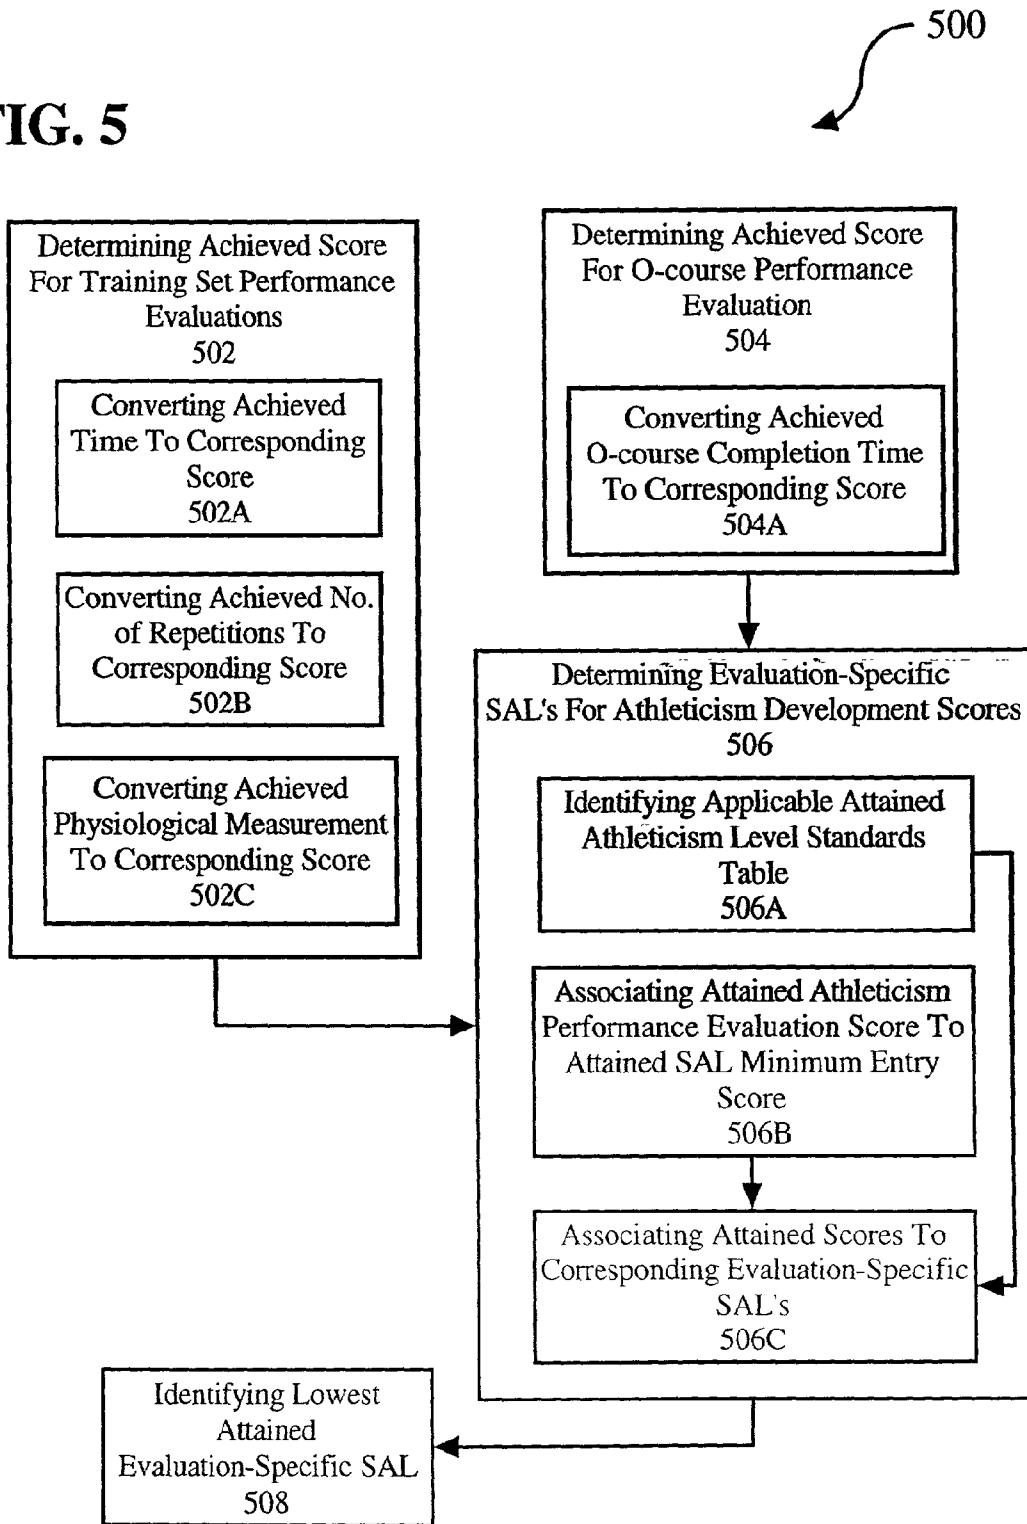 500
FIG. 5
Determining Achieved Score
For Training Set Performance
Evaluations
502
Converting Achieved
Time To Corresponding
Score
502A
Converting Achieved No.
of Repetitions To
Corresponding Score
502B
Converting Achieved
Physiological Measurement
To Corresponding Score
502C
Determining Achieved Score
For O-course Performance
Evaluation
504
Converting Achieved
O-course Completion Time
To Corresponding Score
504A
Determining Evaluation-Specific
SAL's For Athleticism Development Scores
506
Identifying Applicable Attained
Athleticism Level Standards
Table
506A
Associating Attained Athleticism
Performance Evaluation Score To
Attained SAL Minimum Entry
Score
506B
Associating Attained Scores To
Corresponding Evaluation-Specific
SAL's
506C
Identifying Lowest
Attained
Evaluation-Specific SAL
508